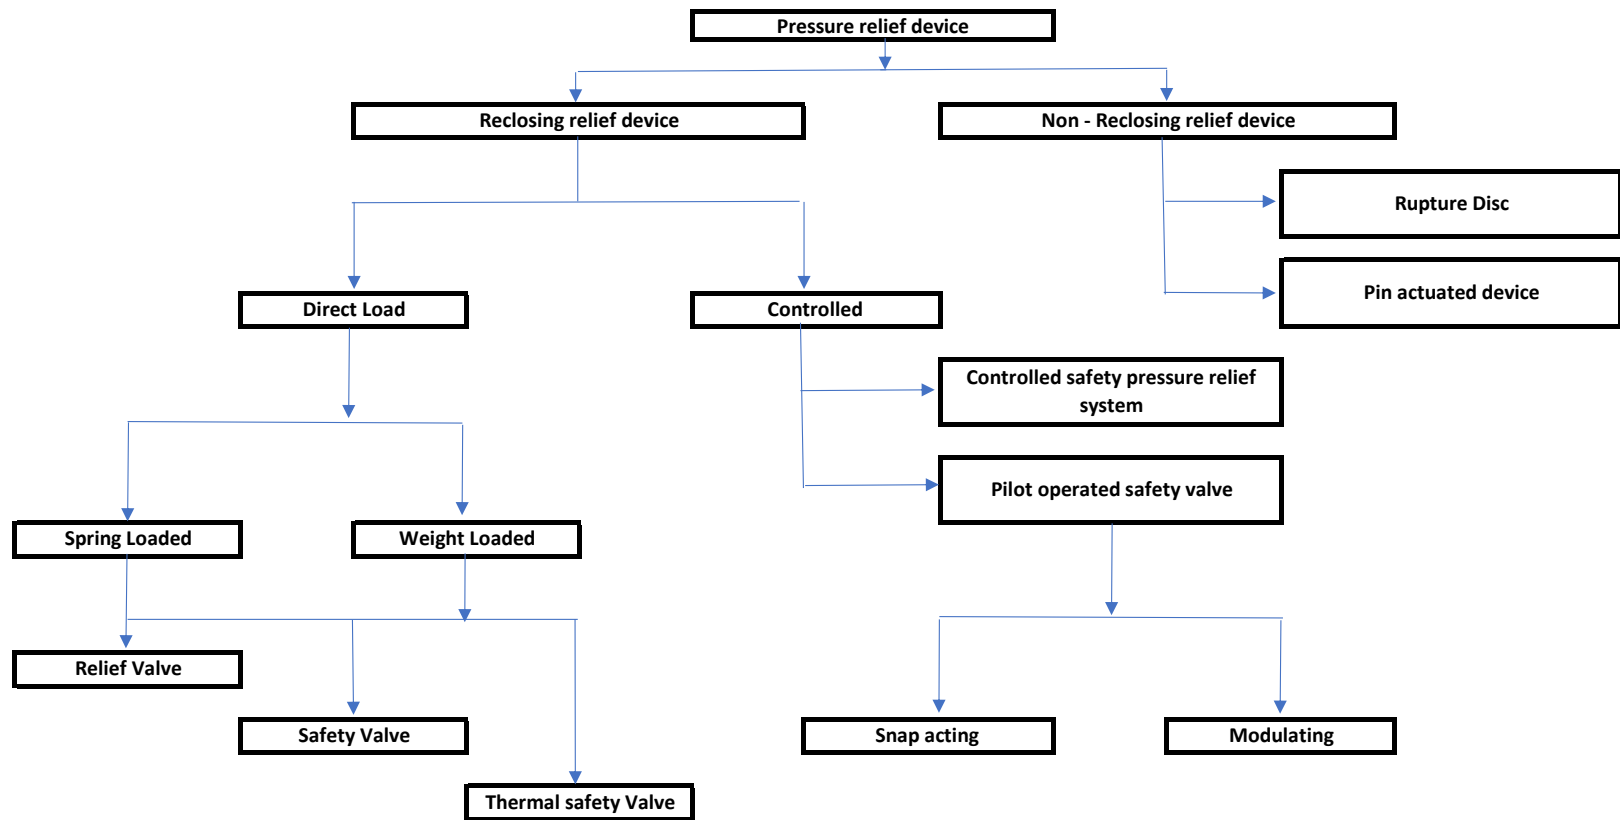 Pressure relief device
Reclosing relief device
Non - Reclosing relief device
Rupture Disc
Pin actuated device
Direct Load
Controlled
Controlled safety pressure relief
system
Pilot operated safety valve
Spring Loaded
Weight Loaded
Relief Valve
Safety Valve
Snap acting
Modulating
Thermal safety Valve